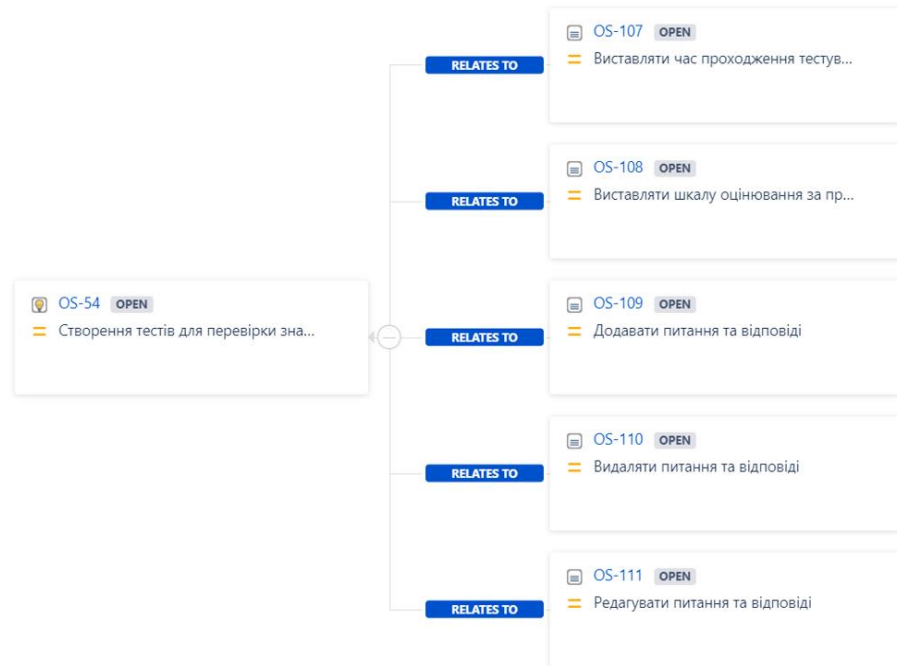 OS-107 OPEN
RELATES TO
Виставляти час проходження тестув...
OS-108 OPEN
RELATES TO
Виставляти шкалу оцінювання за пр...
OS-54 OPEN
Створення тестів для перевірки зна...
OS-109 OPEN
RELATES TO
Додавати питання та відповіді
OS-110 OPEN
RELATES TO
Видаляти питання та відповіді
OS-111 OPEN
RELATES TO
Редагувати питання та відповіді